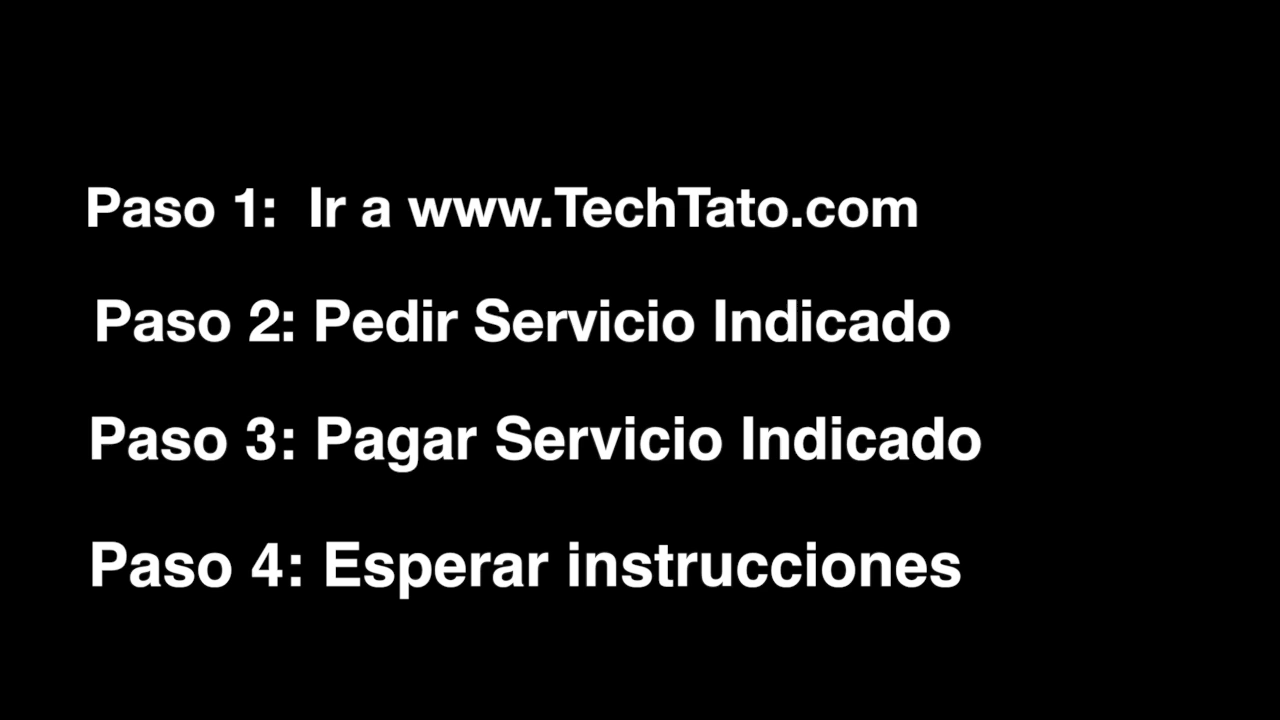 Paso 1: Ir a www.TechTato.com
Paso 2: Pedir Servicio Indicado
Paso 3: Pagar Servicio Indicado
Paso 4: Esperar instrucciones